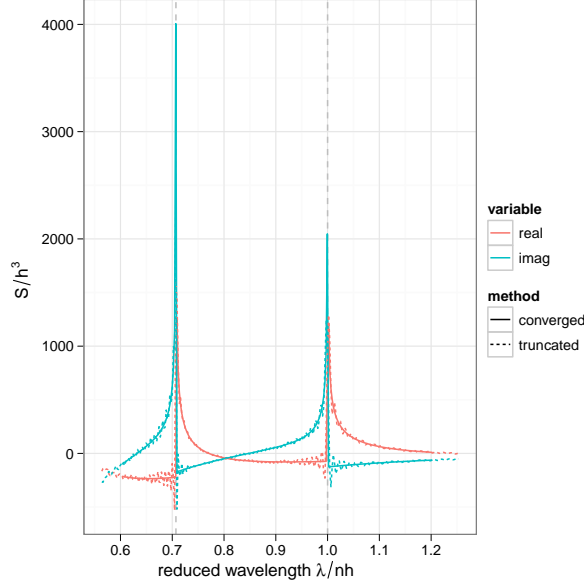 4000
3000
2000
1000
0
S/h³
0.6 0.7 0.8 0.9 1.0 1.1 1.2
reduced wavelength λ/nh
variable
real
imag
method
converged
truncated